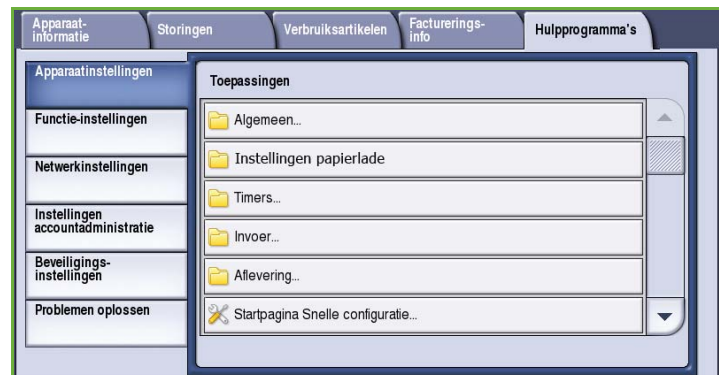 Apparaat-
informatie
Storingen
Verbruiksartikelen
Facturerings-
info
Hulpprogramma's
Apparaatinstellingen
Functie-instellingen
Netwerkinstellingen
Instellingen
accountadministratie
Beveiligings-
instellingen
Problemen oplossen
Toepassingen
Algemeen...
Instellingen papierlade
Timers...
Invoer...
Aflevering...
Startpagina Snelle configuratie...